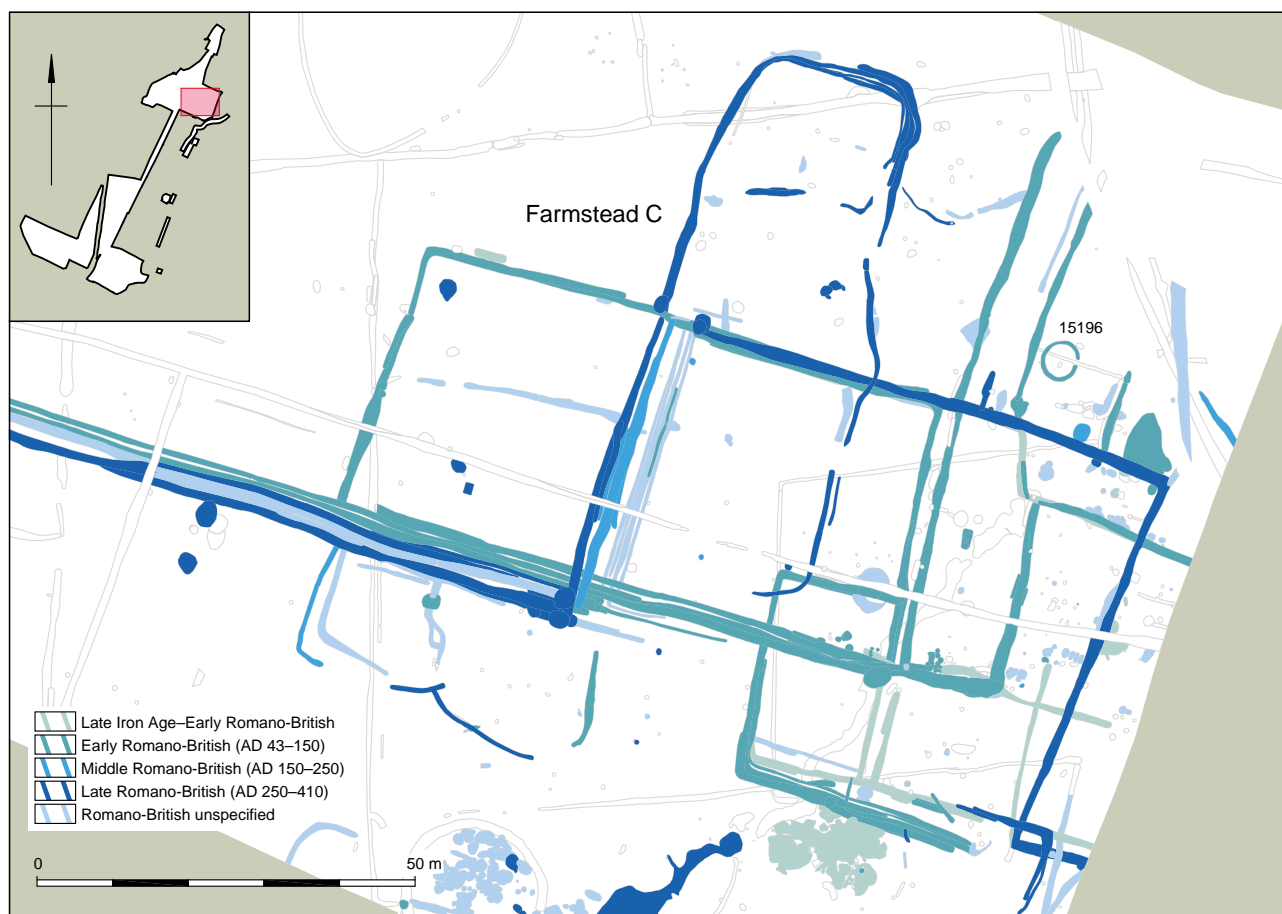 Farmstead C
15196
Late Iron Age–Early Romano-British
Early Romano-British (AD 43–150)
Middle Romano-British (AD 150–250)
Late Romano-British (AD 250–410)
Romano-British unspecified
0
50 m